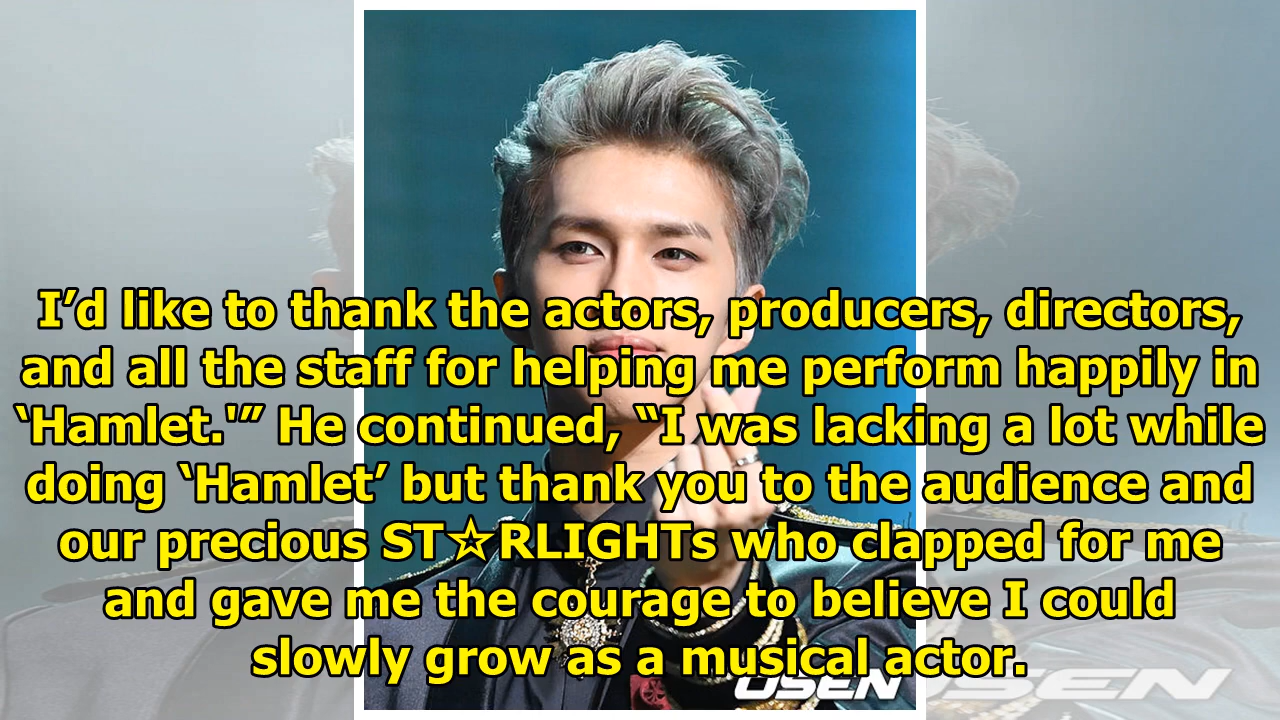 I’d like to thank the actors, producers, directors,
and all the staff for helping me perform happily in
‘Hamlet.'” He continued, “I was lacking a lot while
doing ‘Hamlet’ but thank you to the audience and
our precious ST☆RLIGHTs who clapped for me
and gave me the courage to believe I could
slowly grow as a musical actor.
OSEN
OSEN